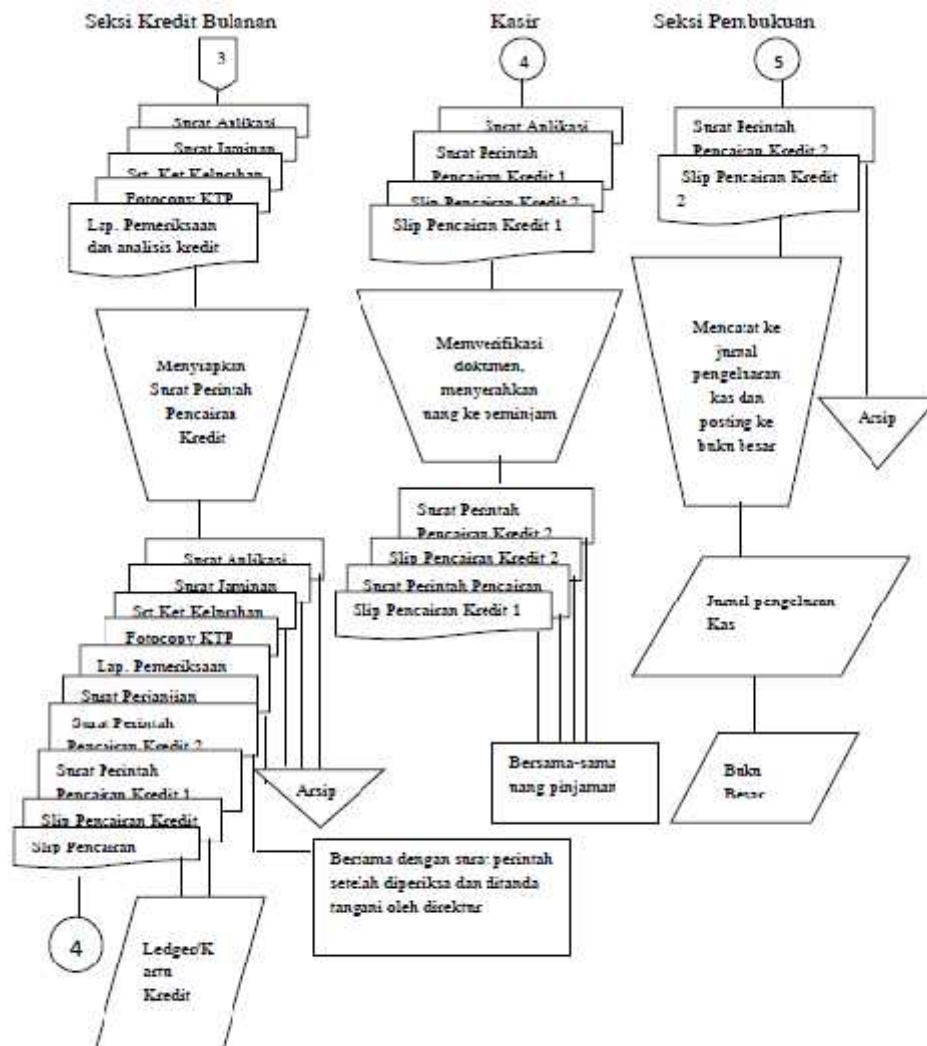 Seksi Kredit Bulanan
3
Surat Aplikasi
Surat Jaminan
Srt. Ket Kelurahan
Fotocopy KTP
Lap. Pemeriksaan
dan analisis kredit
Menyiapkan
Surat Perintah
Pencairan
Kredit
Surat Aplikasi
Surat Jaminan
Srt Ket Kelurahan
Fotocopy KTP
Lap. Pemeriksaan
Surat Perjanjian
Surat Perintah
Pencairan Kredit 2
Surat Perintah
Pencairan Kredit 1
Slip Pencairan Kredit
Slip Pencairan
4
Ledger/K
artu
Kredit
Arsip
Bersama dengan surat perintah
setelah diperiksa dan ditanda
tangani oleh direktur
Kasir
4
Surat Aplikasi
Surat Perintah
Pencairan Kredit 1
Slip Pencairan Kredit 2
Slip Pencairan Kredit 1
Memverifikasi
dokumen,
menyerahkan
uang ke peminjam
Surat Perintah
Pencairan Kredit 2
Slip Pencairan Kredit 2
Surat Perintah Pencairan
Slip Pencairan Kredit 1
Bersama-sama
uang pinjaman
Seksi Pembukuan
5
Surat Perintah
Pencairan Kredit 2
Slip Pencairan Kredit
2
Mencatat ke
jurnal
pengeluaran
kas dan
posting ke
buku besar
Arsip
Jurnal pengeluran
Kas
Buku
Besar